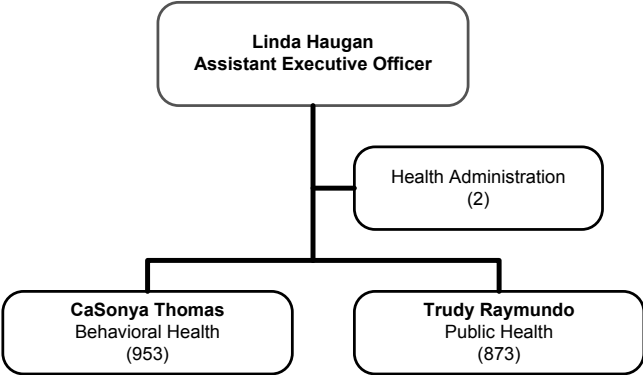 Linda Haugan
Assistant Executive Officer
Health Administration
(2)
CaSonya Thomas
Behavioral Health
(953)
Trudy Raymundo
Public Health
(873)